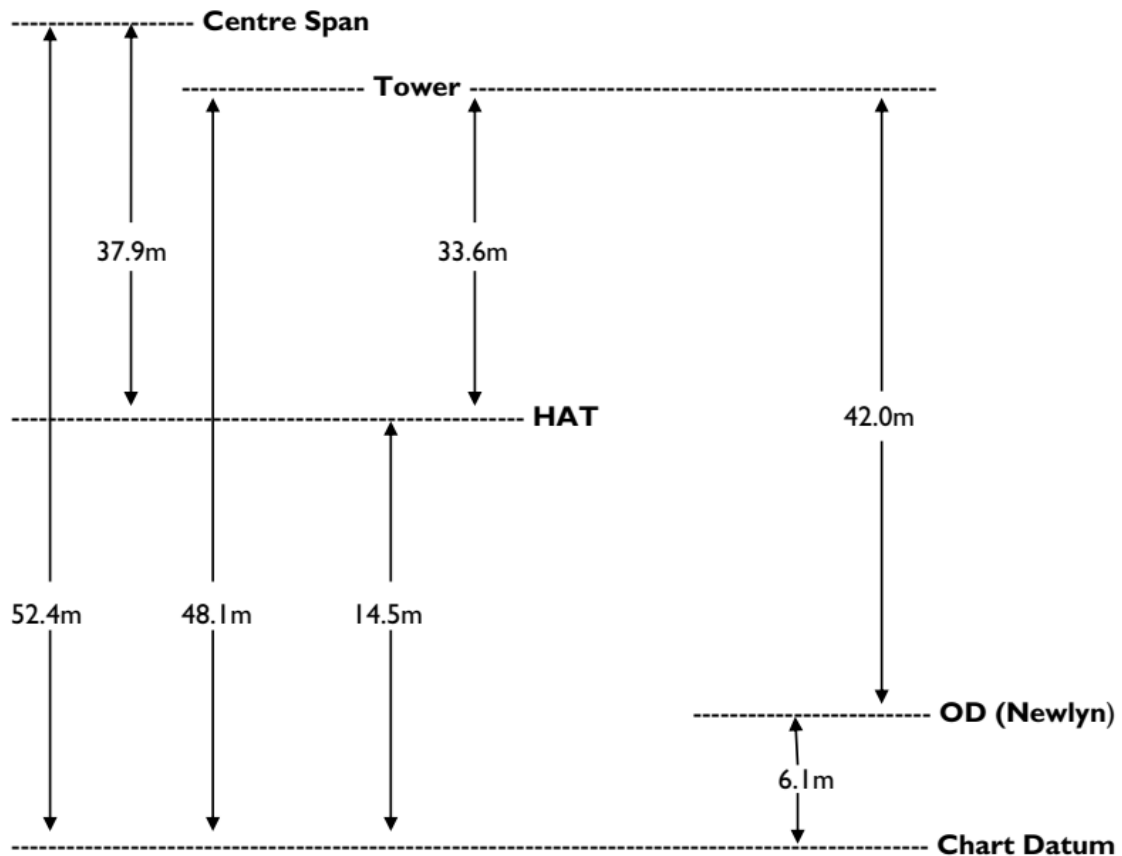 Centre Span
Tower
37.9m
33.6m
HAT
42.0m
52.4m
48.1m
14.5m
OD (Newlyn)
6.1m
Chart Datum